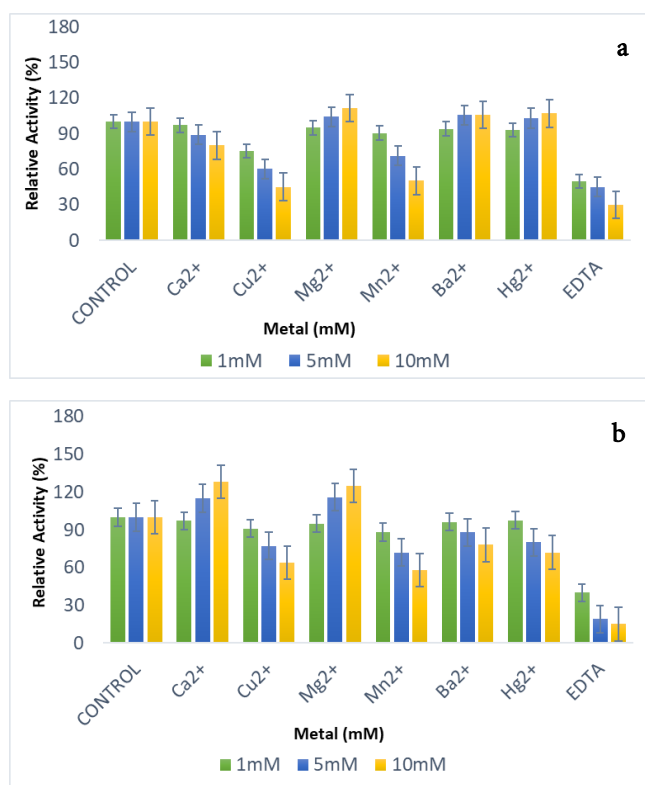 a
Relative Activity (%)
180
150
120
90
60
30
0
CONTROL Ca2+ Cu2+ Mg2+ Mn2+ Ba2+ Hg2+ EDTA
Metal (mM)
1mM 5mM 10mM
b
Relative Activity (%)
180
150
120
90
60
30
0
CONTROL Ca2+ Cu2+ Mg2+ Mn2+ Ba2+ Hg2+ EDTA
Metal (mM)
1mM 5mM 10mM